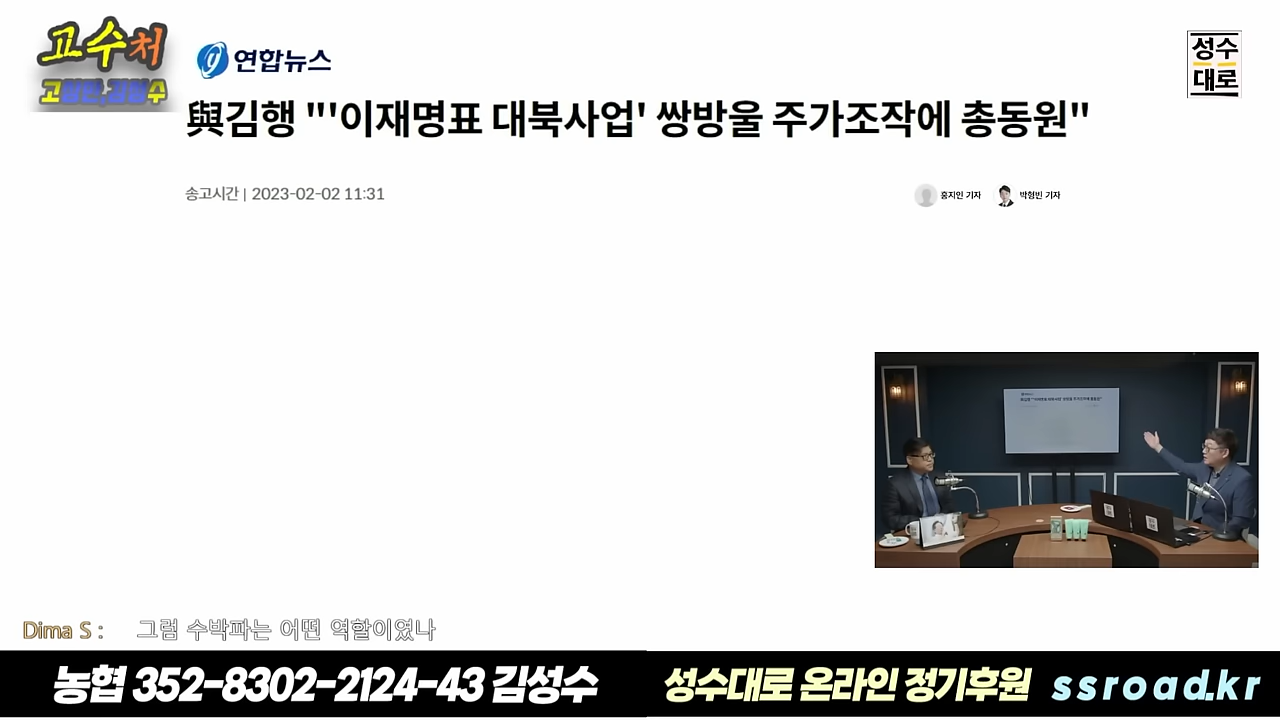 고수처
연합뉴스
성수
대로
與김행 "'이재명표 대북사업' 쌍방울 주가조작에 총동원"
송고시간 | 2023-02-02 11:31
홍지인 기자 박형빈 기자
Dima S : 그럼 수박파는 어떤 역할이였나
농협 352-8302-2124-43 김성수 성수대로 온라인 정기후원 ssroad.kr